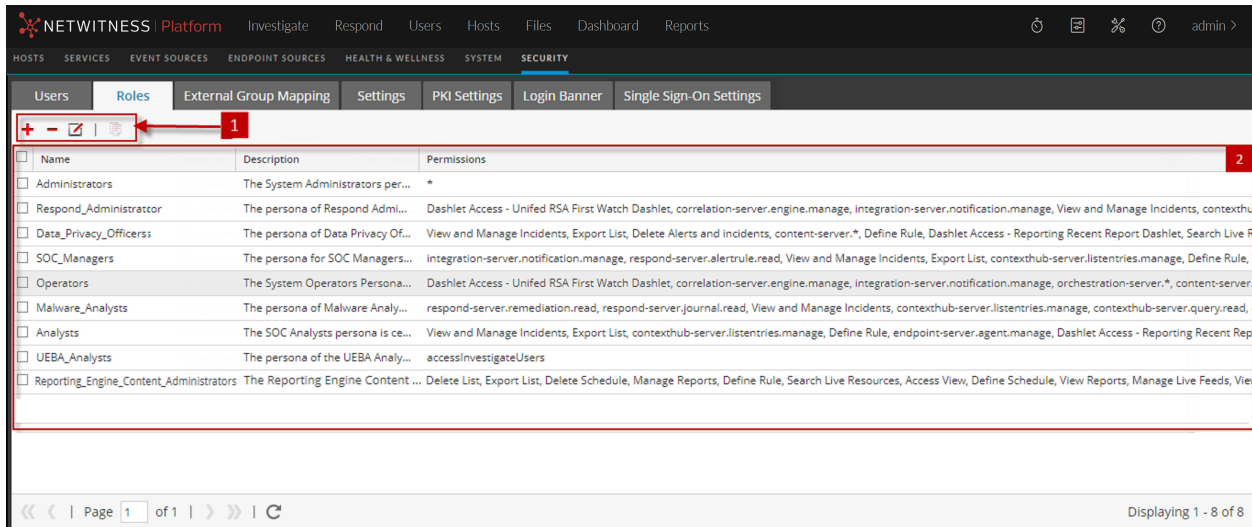 NETWITNESS | Platform Investigate Respond Users Hosts Files Dashboard Reports admin >
HOSTS SERVICES EVENT SOURCES ENDPOINT SOURCES HEALTH & WELLNESS SYSTEM SECURITY
Users Roles External Group Mapping Settings PKI Settings Login Banner Single Sign-On Settings
1
Name Description Permissions 2
Administrators The System Administrators per... *
Respond_Administrattor The persona of Respond Admi... Dashlet Access - Unifed RSA First Watch Dashlet, correlation-server.engine.manage, integration-server.notification.manage, View and Manage Incidents, contexthu
Data_Privacy_Officerss The persona of Data Privacy Of... View and Manage Incidents, Export List, Delete Alerts and incidents, content-server.*, Define Rule, Dashlet Access - Reporting Recent Report Dashlet, Search Live R
SOC_Managers The persona for SOC Managers... integration-server.notification.manage, respond-server.alertrule.read, View and Manage Incidents, Export List, contexthub-server.listentries.manage, Define Rule,
Operators The System Operators Persona... Dashlet Access - Unifed RSA First Watch Dashlet, correlation-server.engine.manage, integration-server.notification.manage, orchestration-server.*, content-server.
Malware_Analysts The persona of Malware Analy... respond-server.remediation.read, respond-server.journal.read, View and Manage Incidents, contexthub-server.listentries.manage, contexthub-server.query.read,
Analysts The SOC Analysts persona is ce... View and Manage Incidents, Export List, contexthub-server.listentries.manage, Define Rule, endpoint-server.agent.manage, Dashlet Access - Reporting Recent Rep
UEBA_Analysts The persona of the UEBA Analy... accessInvestigateUsers
Reporting_Engine_Content_Administrators The Reporting Engine Content ... Delete List, Export List, Delete Schedule, Manage Reports, Define Rule, Search Live Resources, Access View, Define Schedule, View Reports, Manage Live Feeds, Vie
Page 1 of 1 Displaying 1 - 8 of 8